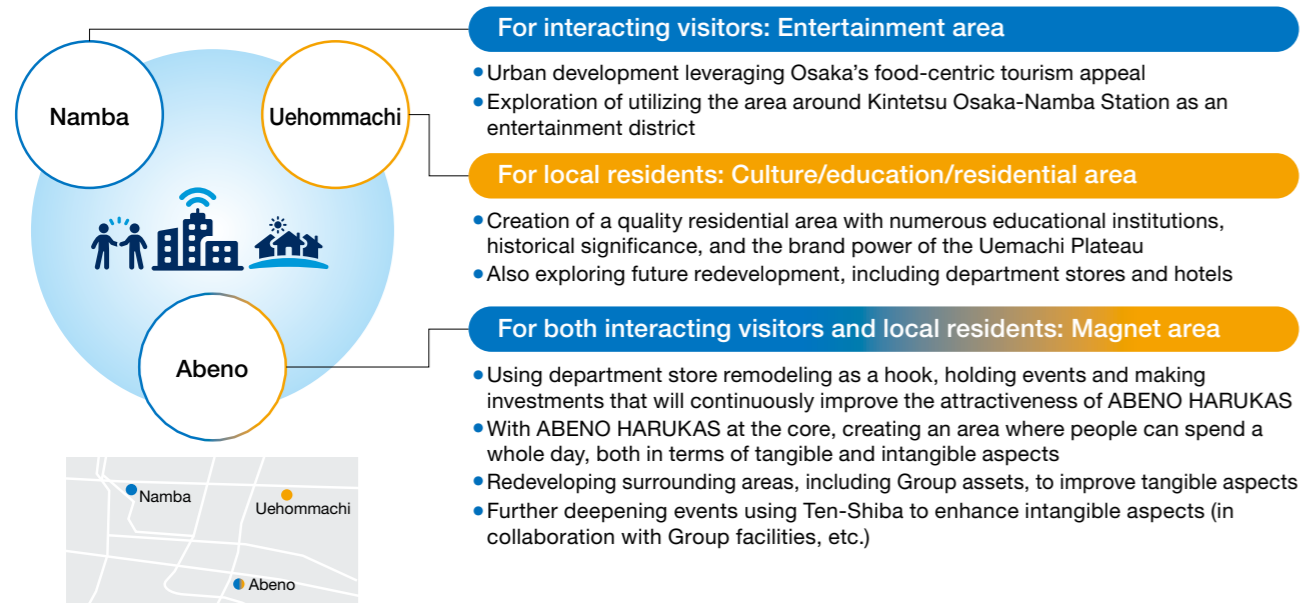 Namba
Uehommachi
Abeno
For interacting visitors: Entertainment area
•Urban development leveraging Osaka’s food-centric tourism appeal
•Exploration of utilizing the area around Kintetsu Osaka-Namba Station as an
entertainment district
For local residents: Culture/education/residential area
•Creation of a quality residential area with numerous educational institutions,
historical significance, and the brand power of the Uemachi Plateau
•Also exploring future redevelopment, including department stores and hotels
For both interacting visitors and local residents: Magnet area
•Using department store remodeling as a hook, holding events and making
investments that will continuously improve the attractiveness of ABENO HARUKAS
•With ABENO HARUKAS at the core, creating an area where people can spend a
whole day, both in terms of tangible and intangible aspects
•Redeveloping surrounding areas, including Group assets, to improve tangible aspects
•Further deepening events using Ten-Shiba to enhance intangible aspects (in
collaboration with Group facilities, etc.)
Namba
Uehommachi
Abeno